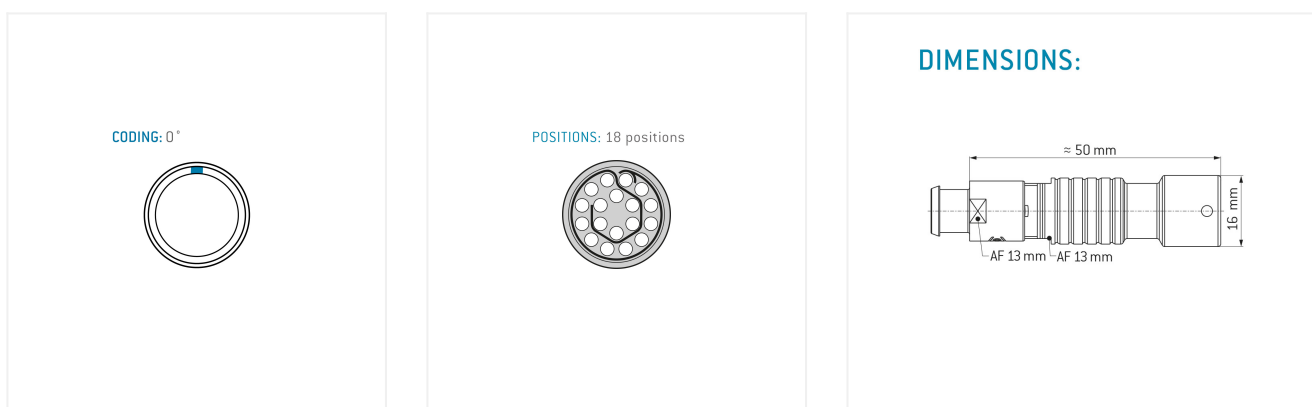 CODING: 0°
POSITIONS: 18 positions
DIMENSIONS:
≈ 50 mm
16 mm
AF 13 mm
AF 13 mm